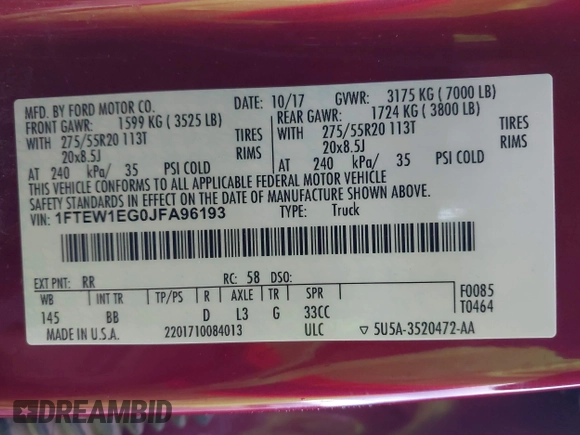 MFD. BY FORD MOTOR CO. DATE: 10/17 GVWR: 3175 KG ( 7000 LB)
FRONT GAWR: 1599 KG ( 3525 LB) REAR GAWR: 1724 KG ( 3800 LB)
WITH 275/55R20 113T TIRES WITH 275/55R20 113T TIRES
20x8.5J RIMS 20x8.5J RIMS
AT 240 kPa/ 35 PSI COLD AT 240 kPa/ 35 PSI COLD
THIS VEHICLE CONFORMS TO ALL APPLICABLE FEDERAL MOTOR VEHICLE
SAFETY STANDARDS IN EFFECT ON THE DATE OF MANUFACTURE SHOWN ABOVE.
VIN: 1FTEW1EG0JFA96193 TYPE: Truck
EXT PNT: RR RC: 58 DSO: F0085
WB INT TR TP/PS R AXLE TR SPR T0464
145 BB D L3 G 33CC
MADE IN U.S.A. 2201710084013 ULC ▽ 5U5A-3520472-AA
DREAMBID